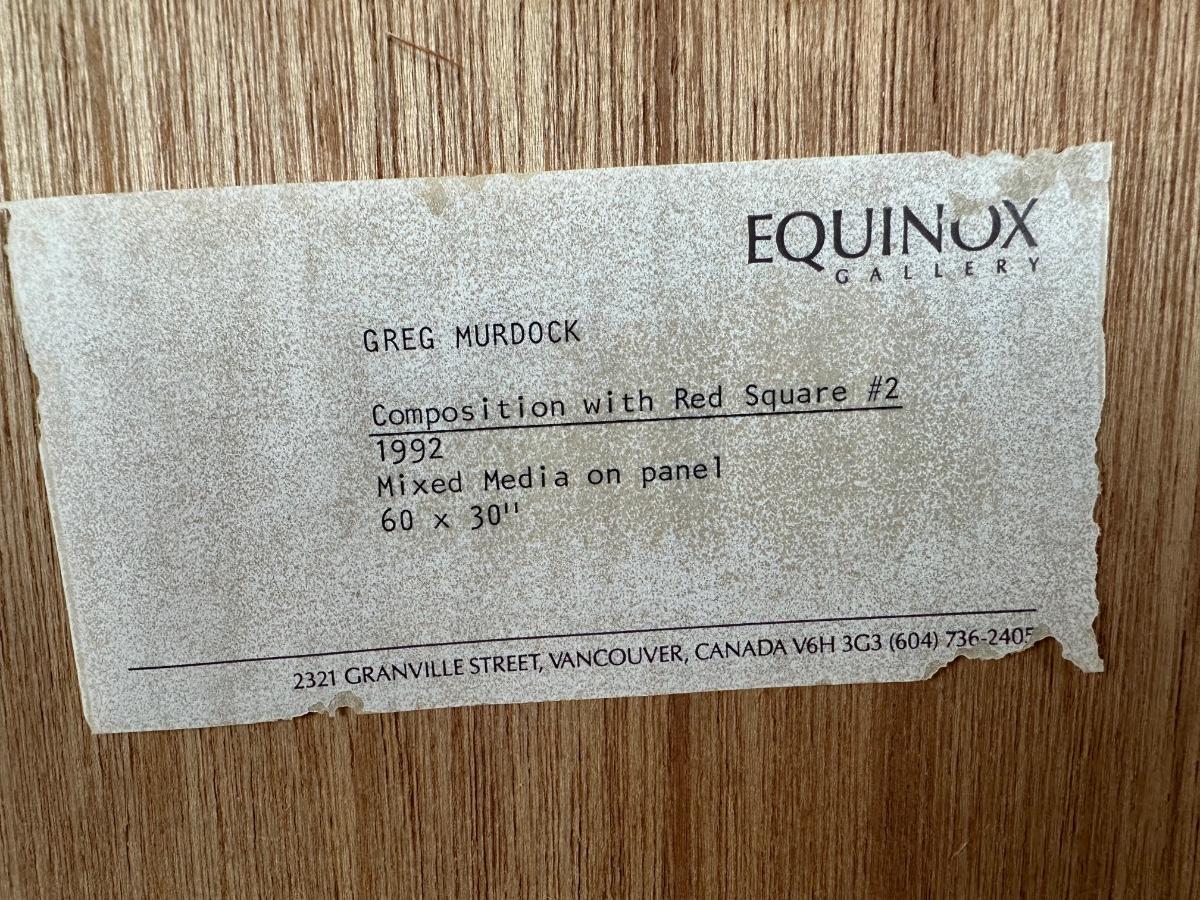 EQUINOX
GALLERY
GREG MURDOCK
Composition with Red Square #2
1992
Mixed Media on panel
60 x 30"
2321 GRANVILLE STREET, VANCOUVER, CANADA V6H 3G3 (604) 736-2405